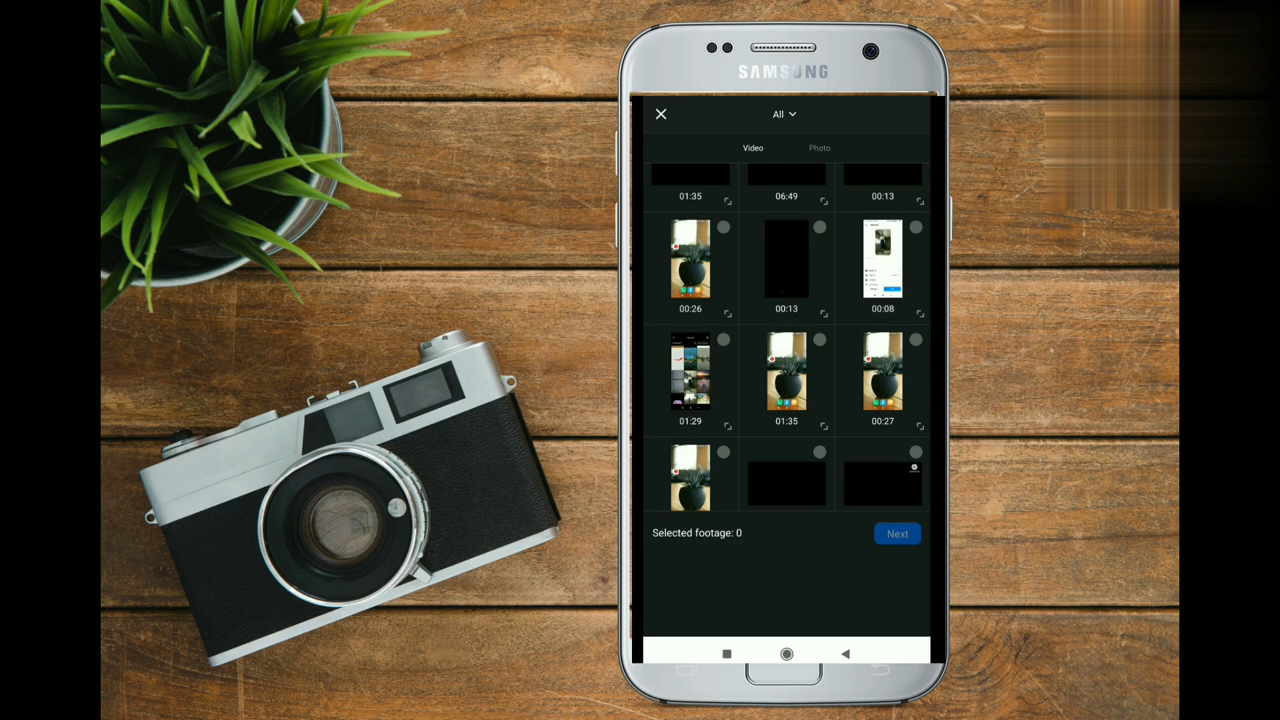 SAMSUNG
All
Video Photo
01:35 06:49 00:13
00:26 00:13 00:08
01:29 01:35 00:27
Selected footage: 0 Next